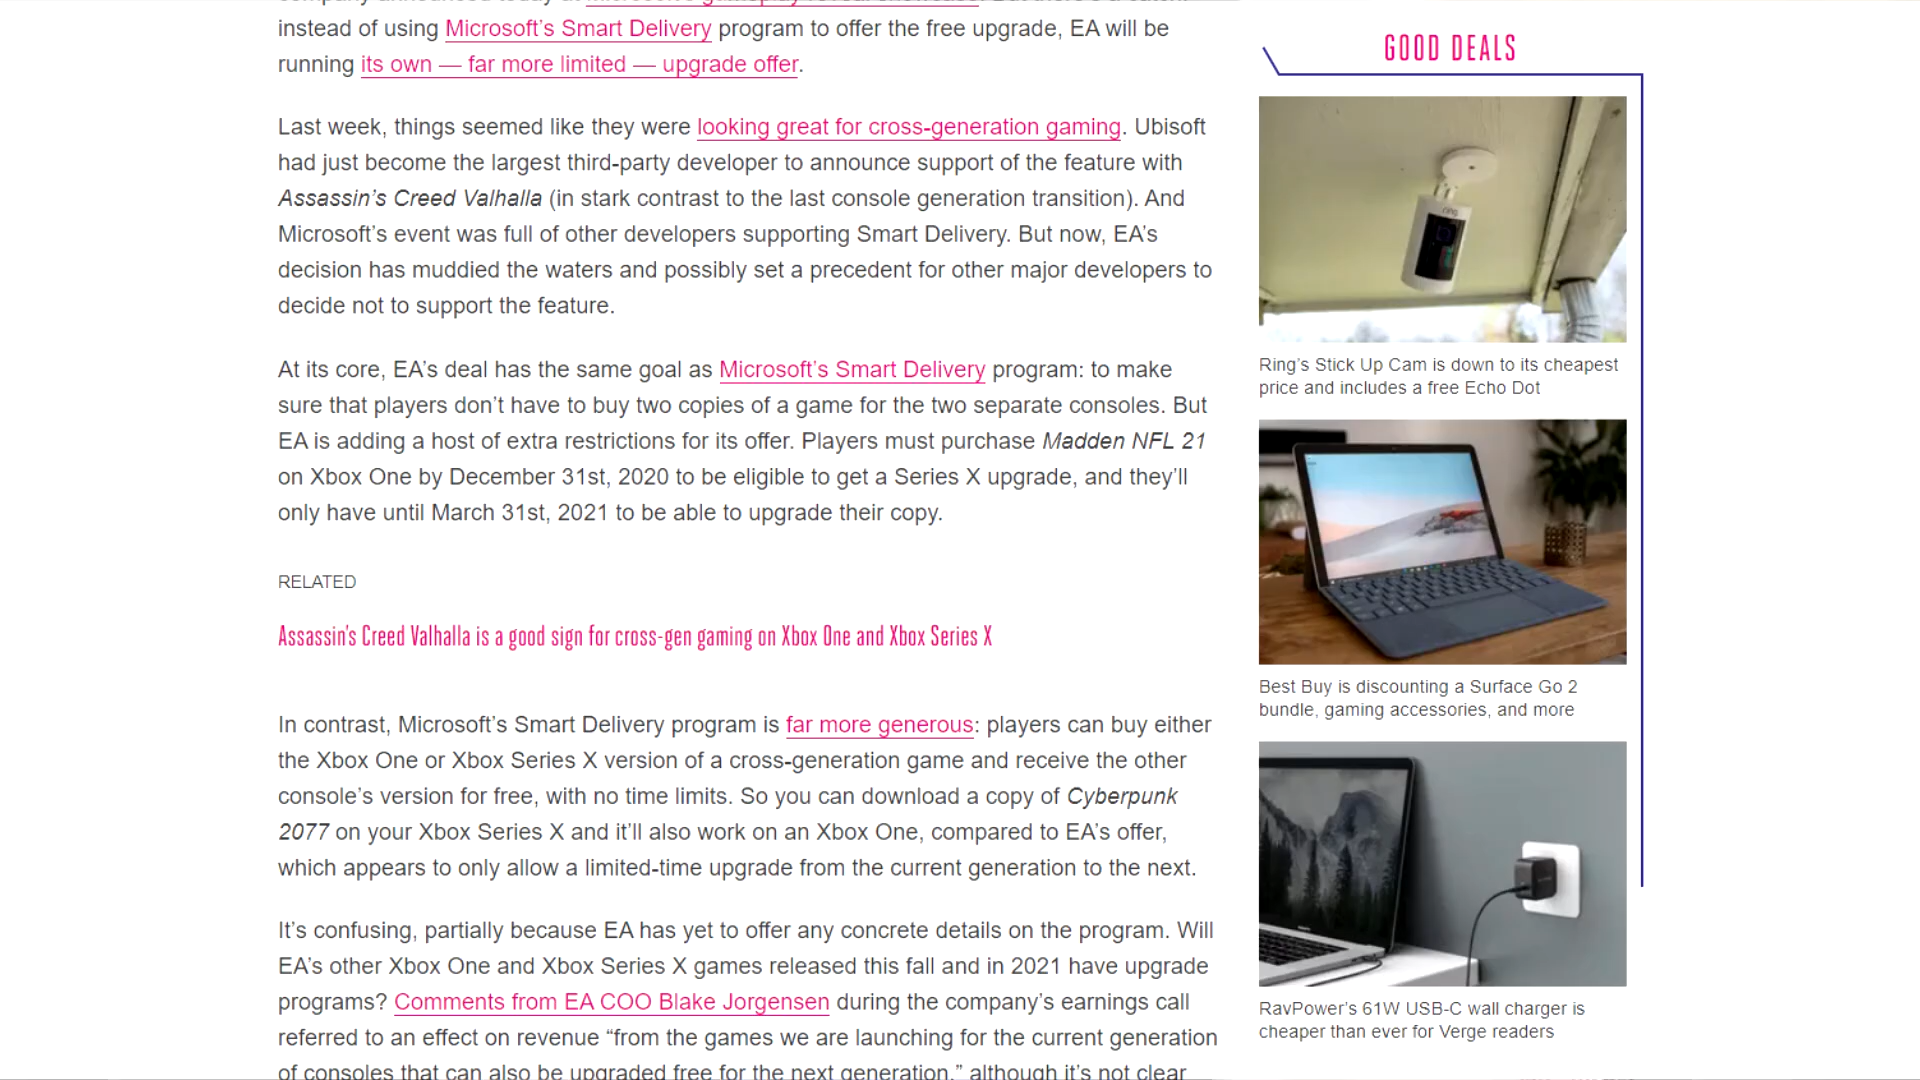 instead of using Microsoft’s Smart Delivery program to offer the free upgrade, EA will be
running its own — far more limited — upgrade offer.
Last week, things seemed like they were looking great for cross-generation gaming. Ubisoft
had just become the largest third-party developer to announce support of the feature with
Assassin’s Creed Valhalla (in stark contrast to the last console generation transition). And
Microsoft’s event was full of other developers supporting Smart Delivery. But now, EA’s
decision has muddied the waters and possibly set a precedent for other major developers to
decide not to support the feature.
At its core, EA’s deal has the same goal as Microsoft’s Smart Delivery program: to make
sure that players don’t have to buy two copies of a game for the two separate consoles. But
EA is adding a host of extra restrictions for its offer. Players must purchase Madden NFL 21
on Xbox One by December 31st, 2020 to be eligible to get a Series X upgrade, and they’ll
only have until March 31st, 2021 to be able to upgrade their copy.
RELATED
Assassin’s Creed Valhalla is a good sign for cross-gen gaming on Xbox One and Xbox Series X
In contrast, Microsoft’s Smart Delivery program is far more generous: players can buy either
the Xbox One or Xbox Series X version of a cross-generation game and receive the other
console’s version for free, with no time limits. So you can download a copy of Cyberpunk
2077 on your Xbox Series X and it’ll also work on an Xbox One, compared to EA’s offer,
which appears to only allow a limited-time upgrade from the current generation to the next.
It’s confusing, partially because EA has yet to offer any concrete details on the program. Will
EA’s other Xbox One and Xbox Series X games released this fall and in 2021 have upgrade
programs? Comments from EA COO Blake Jorgensen during the company’s earnings call
referred to an effect on revenue “from the games we are launching for the current generation
of consoles that can also be upgraded free for the next generation,” although it’s not clear
GOOD DEALS
ring
Ring’s Stick Up Cam is down to its cheapest
price and includes a free Echo Dot
Best Buy is discounting a Surface Go 2
bundle, gaming accessories, and more
RavPower’s 61W USB-C wall charger is
cheaper than ever for Verge readers